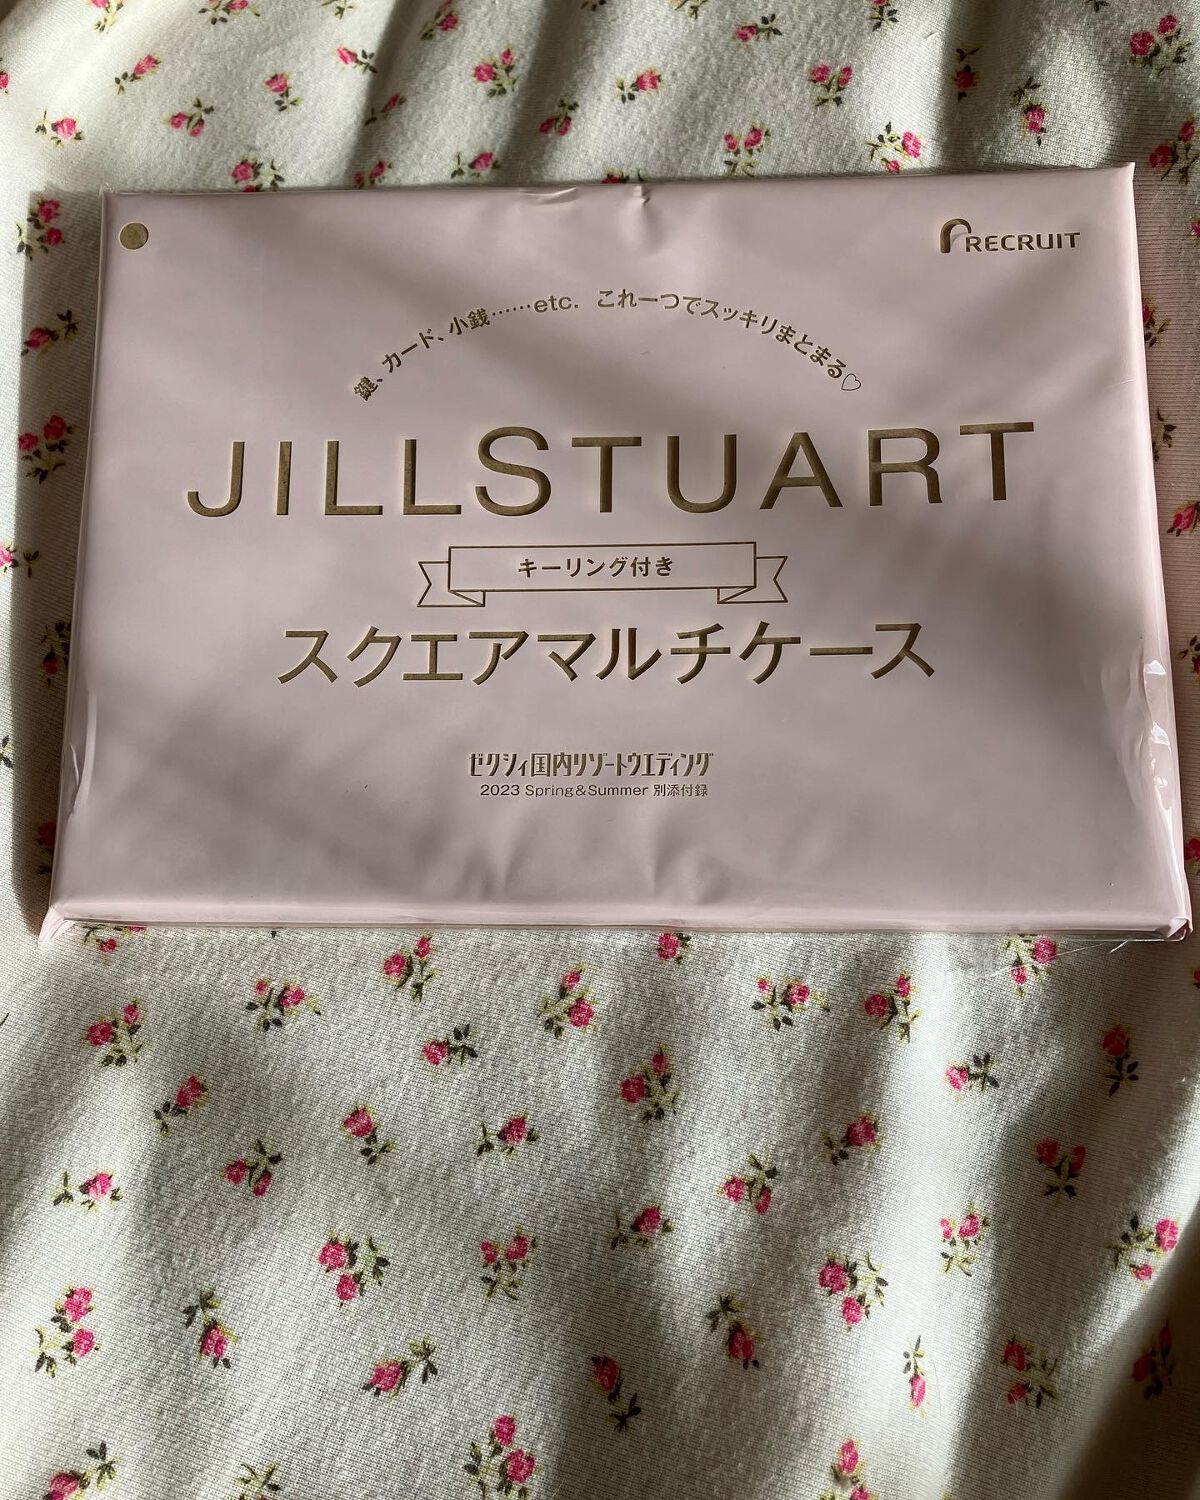 RECRUIT
鍵、カード、小銭……etc. これ一つでスッキリまとまる♡
JILLSTUART
キーリング付き
スクエアマルチケース
ゼクシィ国内リゾートウエディング
2023 Spring&Summer 別添付録